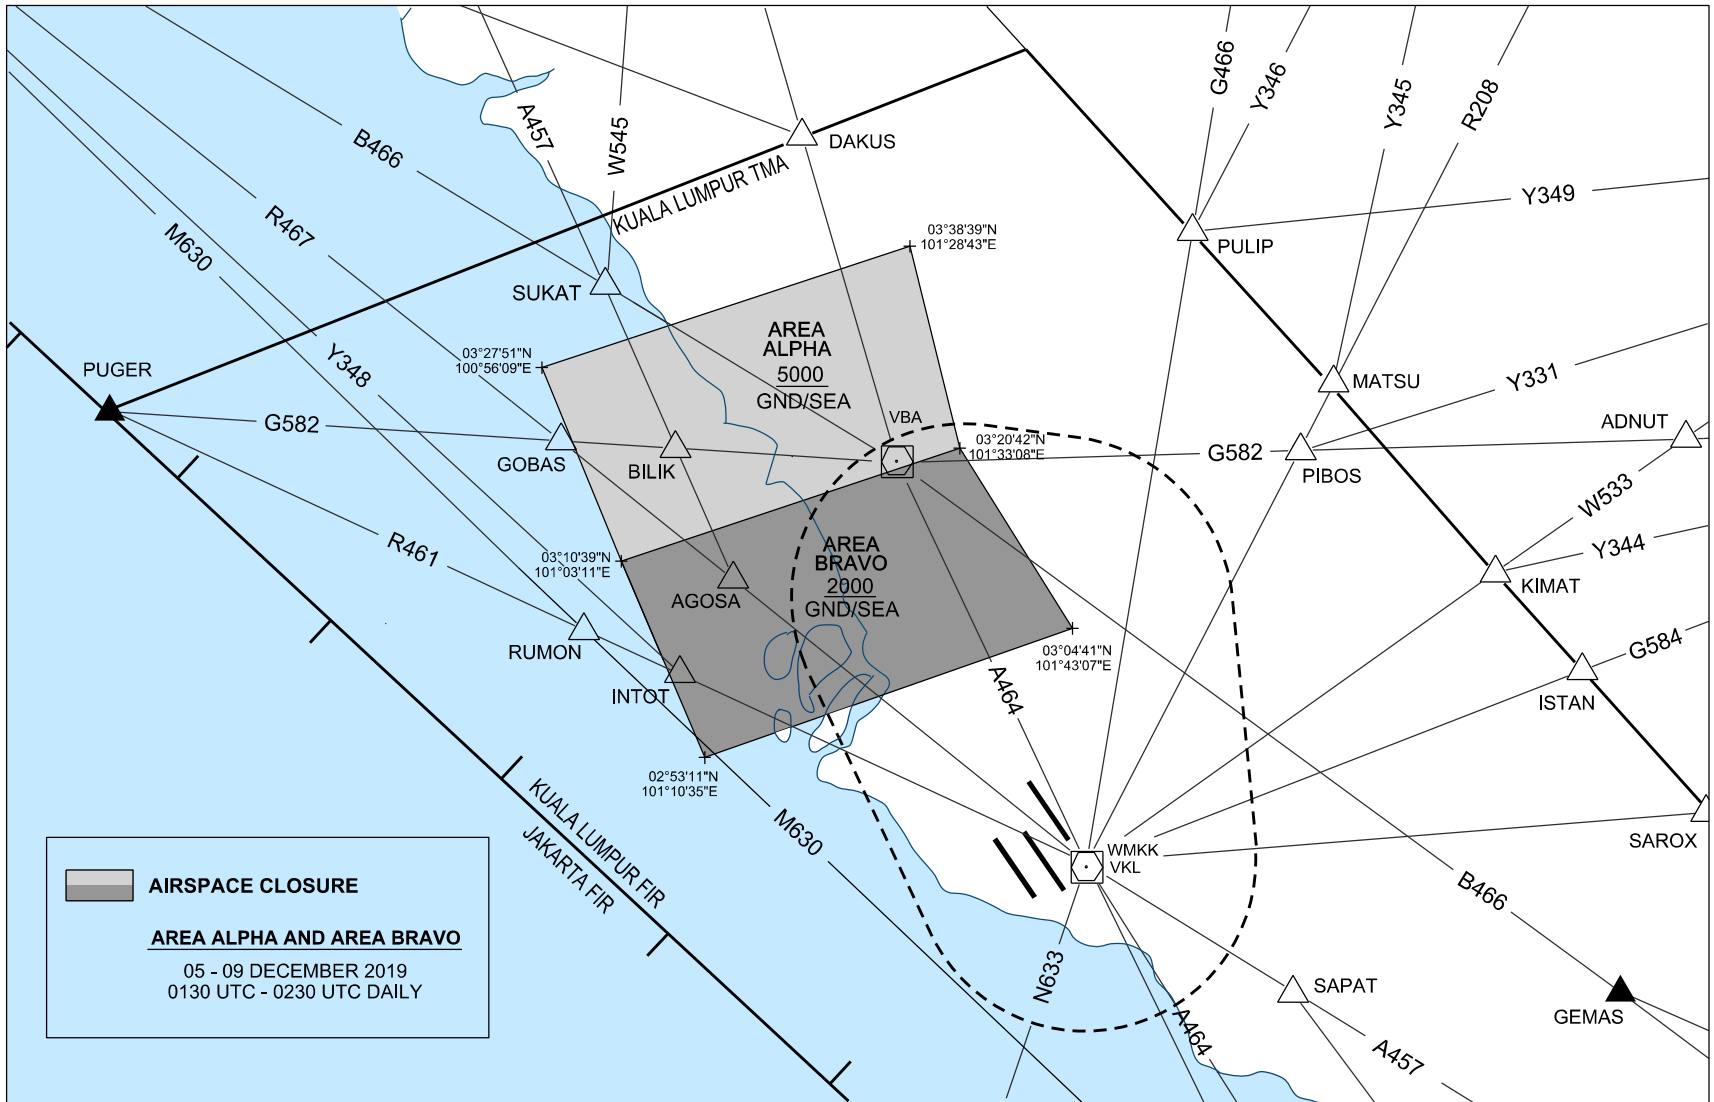 G466
Y346
Y345
R208
A457
W545
B466
DAKUS
KUALA LUMPUR TMA
Y349
R467
M630
03°38'39"N
101°28'43"E
PULIP
SUKAT
AREA
ALPHA
5000
GND/SEA
03°27'51"N
100°56'09"E
Y348
PUGER
MATSU
Y331
VBA
G582
GOBAS
BILIK
03°20'42"N
101°33'08"E
G582
PIBOS
ADNUT
W533
R461
03°10'39"N
101°03'11"E
AREA
BRAVO
2000
GND/SEA
AGOSA
Y344
KIMAT
RUMON
INTOT
03°04'41"N
101°43'07"E
A464
G584
ISTAN
02°53'11"N
101°10'35"E
M630
KUALA LUMPUR FIR
JAKARTA FIR
WMKK
VKL
SAROX
B466
AIRSPACE CLOSURE
AREA ALPHA AND AREA BRAVO
05 - 09 DECEMBER 2019
0130 UTC - 0230 UTC DAILY
N633
SAPAT
GEMAS
A464
A457